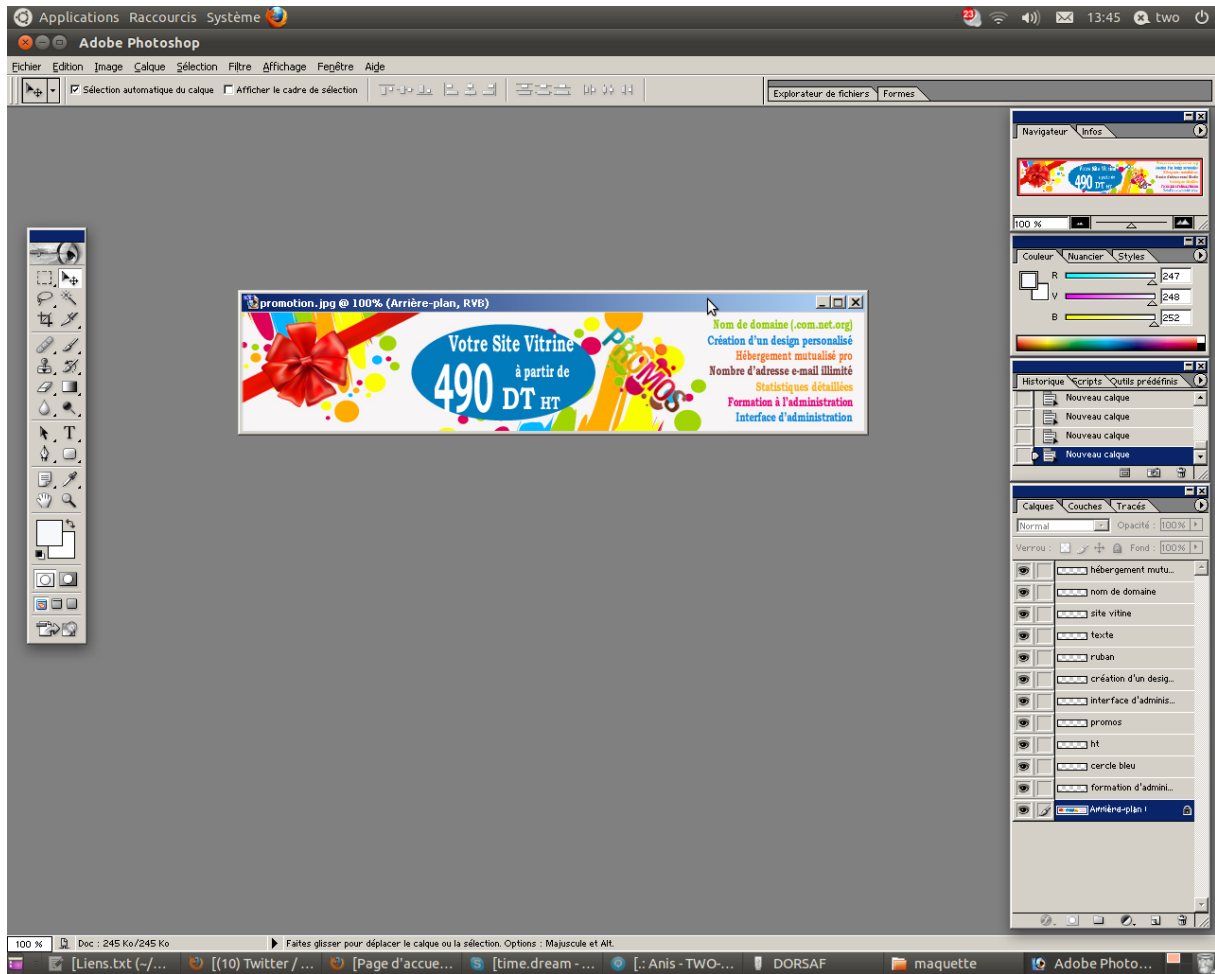 Applications Raccourcis Système
23
13:45
two
Adobe Photoshop
Eichier Edition Image Calque Sélection Filtre Affichage Fenêtre Aide
Sélection automatique du calque
Afficher le cadre de sélection
Explorateur de fichiers
Formes
Navigateur Infos
100 %
Couleur Nuancier Styles
R 247
V 248
B 252
promotion.jpg @ 100% (Arrière-plan, RVB)
Votre Site Vitrine
à partir de
490 DT HT
PROMOS
Nom de domaine (.com.net.org)
Création d'un design personalisé
Hébergement mutualisé pro
Nombre d'adresse e-mail illimité
Statistiques détaillées
Formation à l'administration
Interface d'administration
Historique Scripts Outils prédéfinis
Nouveau calque
Nouveau calque
Nouveau calque
Nouveau calque
Calques Couches Tracés
Normal Opacité : 100%
Verrou : Fond : 100%
hébergement mutu...
nom de domaine
site vitine
texte
ruban
création d'un desig...
interface d'adminis...
promos
ht
cercle bleu
formation d'admini...
Arrière-plan
100 % Doc : 245 Ko/245 Ko Faites glisser pour déplacer le calque ou la sélection. Options : Majuscule et Alt.
[Liens.txt (~/... [(10) Twitter / ... [Page d'accue... [time.dream - ... [.: Anis - TWO-... DORSAF maquette Adobe Photo...